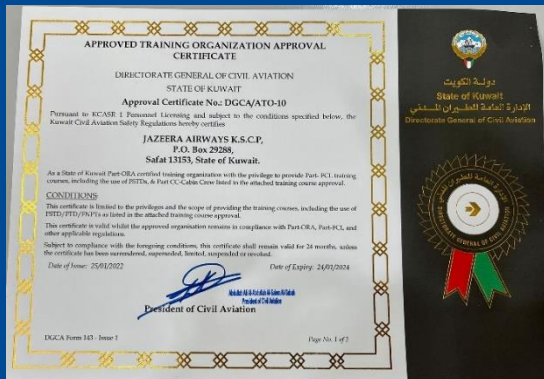 APPROVED TRAINING ORGANIZATION APPROVAL
CERTIFICATE
DIRECTORATE GENERAL OF CIVIL AVIATION
STATE OF KUWAIT
Approval Certificate No.: DGCA/ATO-10
Pursuant to KCASR 1 Personnel Licensing and subject to the conditions specified below, the
Kuwait Civil Aviation Safety Regulations hereby certifies
JAZEERA AIRWAYS K.S.C.P,
P.O. Box 29288,
Safat 13153, State of Kuwait.
As a State of Kuwait Part-ORA certified training organization with the privilege to provide Part- FCL training
courses, including the use of FSTDs, & Part CC-Cabin Crew listed in the attached training course approval.
CONDITIONS
This certificate is limited to the privileges and the scope of providing the training courses, including the use of
FSTD/FTD/FNPTs as listed in the attached training course approval.
This certificate is valid whilst the approved organisation remains in compliance with Part-ORA, Part-FCL and
other applicable regulations.
Subject to compliance with the foregoing conditions, this certificate shall remain valid for 24 months, unless
the certificate has been surrendered, superseded, limited, suspended or revoked.
Date of Issue: 25/01/2022
Date of Expiry: 24/01/2024
President of Civil Aviation
President of Civil Aviation
DGCA Form 143 - Issue 1
Page No. 1 of 2
دولة الكويت
State of Kuwait
الإدارة العامة للطيران المدني
Directorate General of Civil Aviation
DIRECTORATE GENERAL OF CIVIL AVIATION